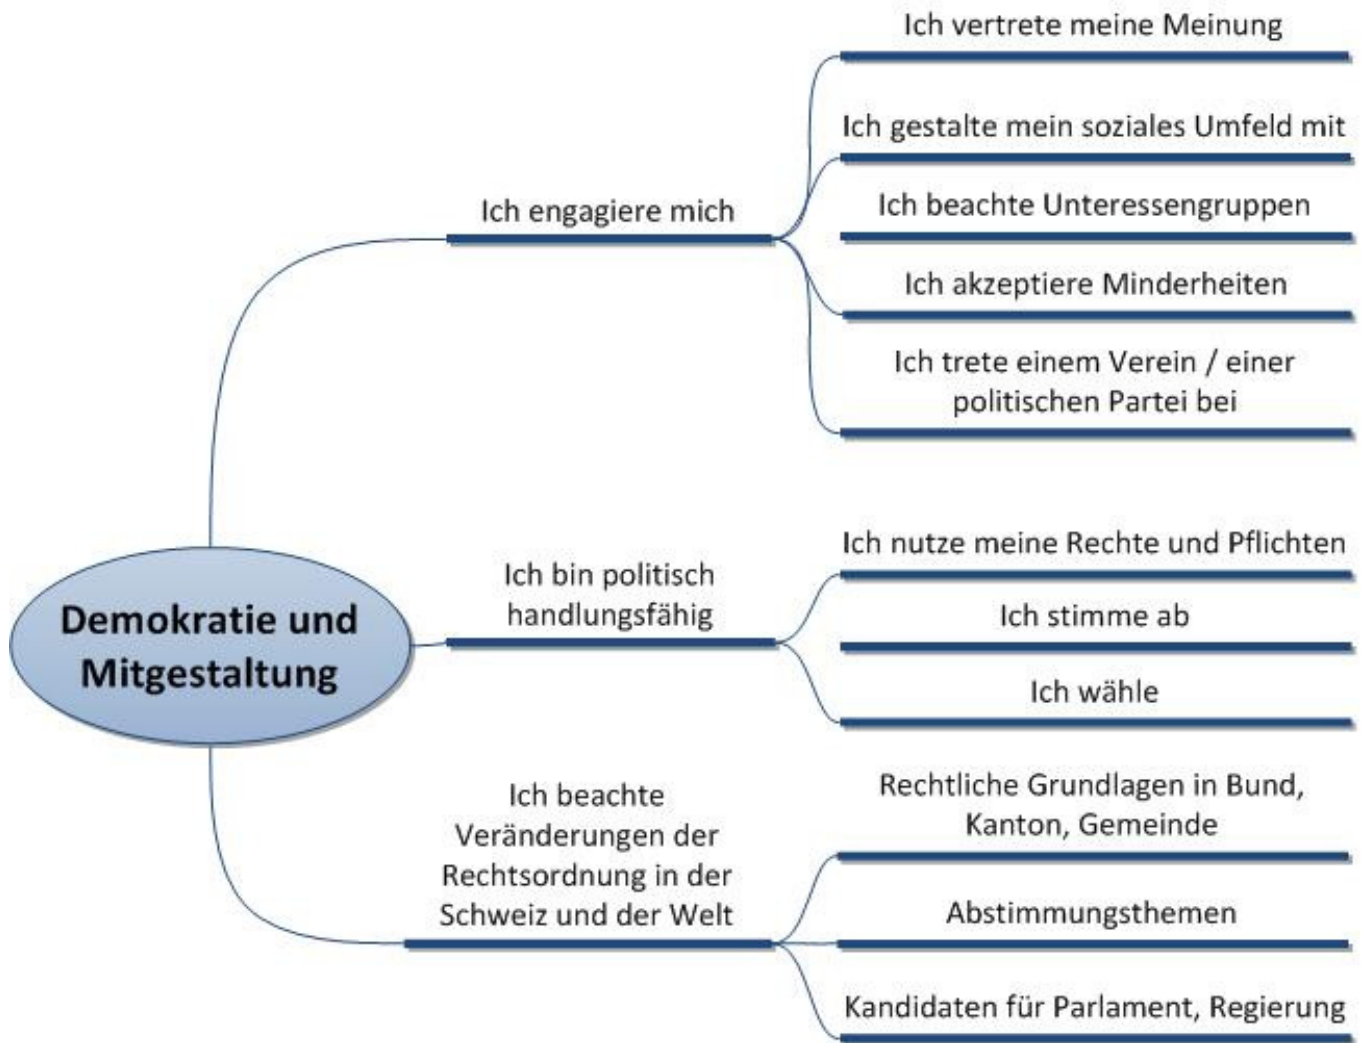 Ich vertrete meine Meinung
Ich gestalte mein soziales Umfeld mit
Ich engagiere mich
Ich beachte Unteressengruppen
Ich akzeptiere Minderheiten
Ich trete einem Verein / einer
politischen Partei bei
Demokratie und
Mitgestaltung
Ich bin politisch
handlungsfähig
Ich nutze meine Rechte und Pflichten
Ich stimme ab
Ich wähle
Ich beachte
Veränderungen der
Rechtsordnung in der
Schweiz und der Welt
Rechtliche Grundlagen in Bund,
Kanton, Gemeinde
Abstimmungsthemen
Kandidaten für Parlament, Regierung